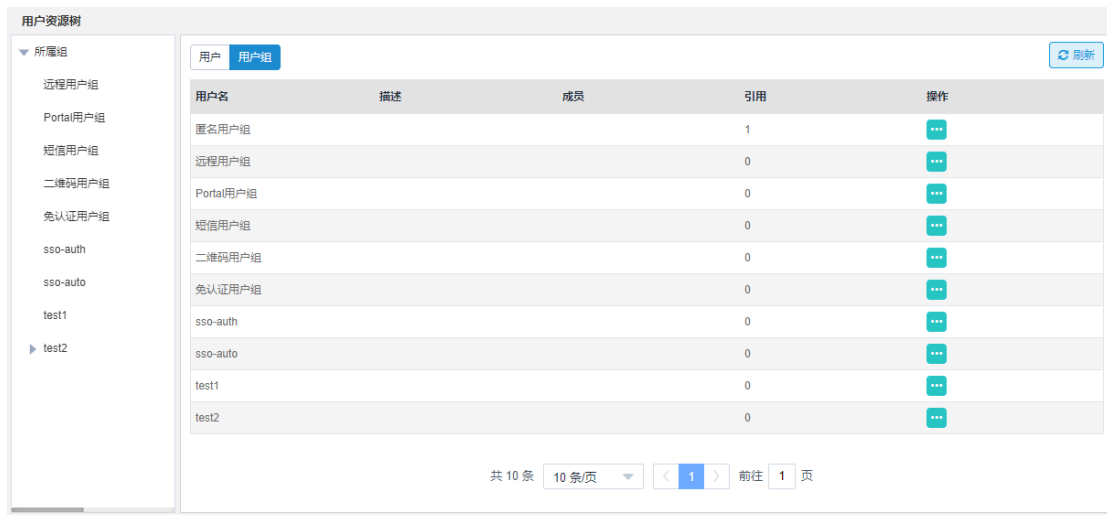 用户资源树
所属组
远程用户组
Portal用户组
短信用户组
二维码用户组
免认证用户组
sso-auth
sso-auto
test1
test2
用户 用户组 刷新
用户名 描述 成员 引用 操作
匿名用户组 1
远程用户组 0
Portal用户组 0
短信用户组 0
二维码用户组 0
免认证用户组 0
sso-auth 0
sso-auto 0
test1 0
test2 0
共 10 条 10 条/页 1 前往 1 页